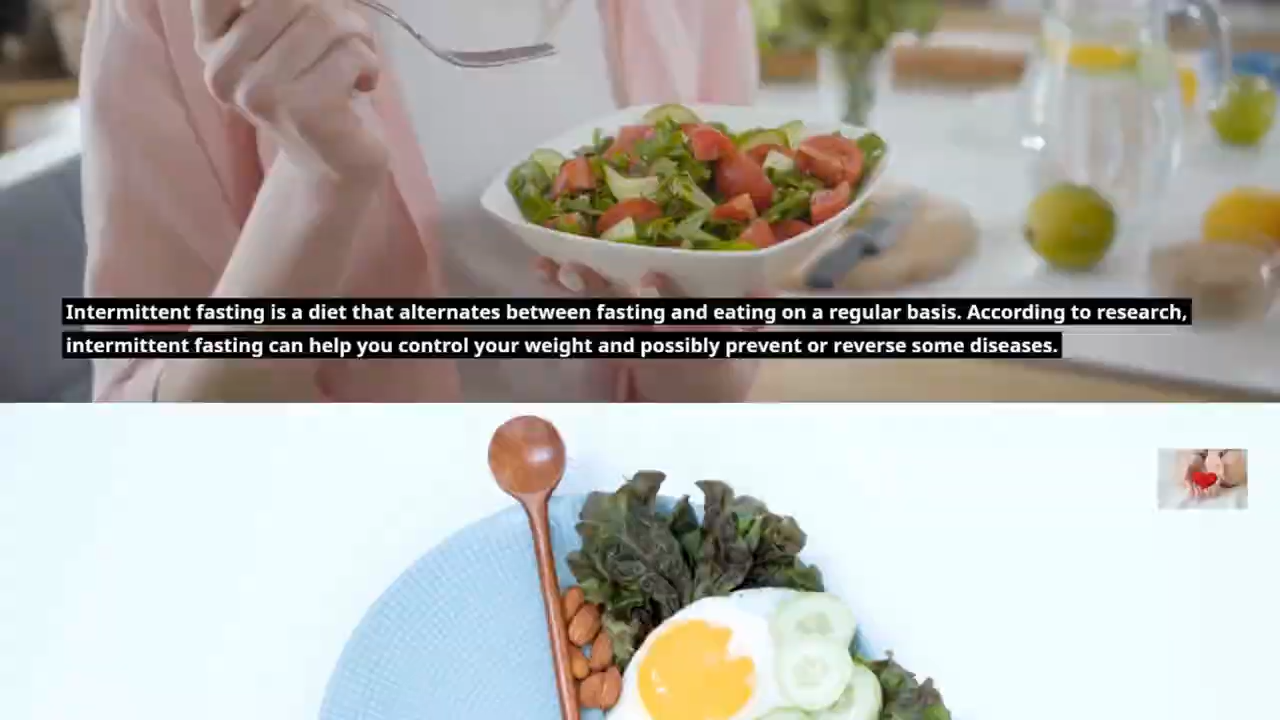 Intermittent fasting is a diet that alternates between fasting and eating on a regular basis. According to research,
intermittent fasting can help you control your weight and possibly prevent or reverse some diseases.